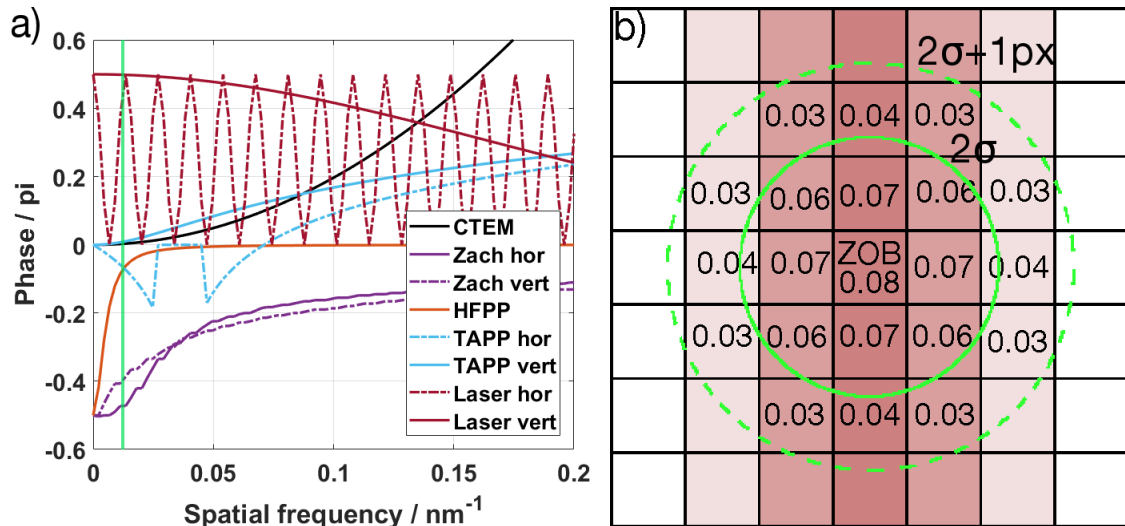 a)
0.6
0.4
0.2
0
-0.2
-0.4
-0.6
Phase / pi
0 0.05 0.1 0.15 0.2
Spatial frequency / nm-1
CTEM
Zach hor
Zach vert
HFPP
TAPP hor
TAPP vert
Laser hor
Laser vert
b)
2σ+1px
0.03 0.04 0.03
2σ
0.03 0.06 0.07 0.06 0.03
ZOB
0.04 0.07 0.08 0.07 0.04
0.03 0.06 0.07 0.06 0.03
0.03 0.04 0.03